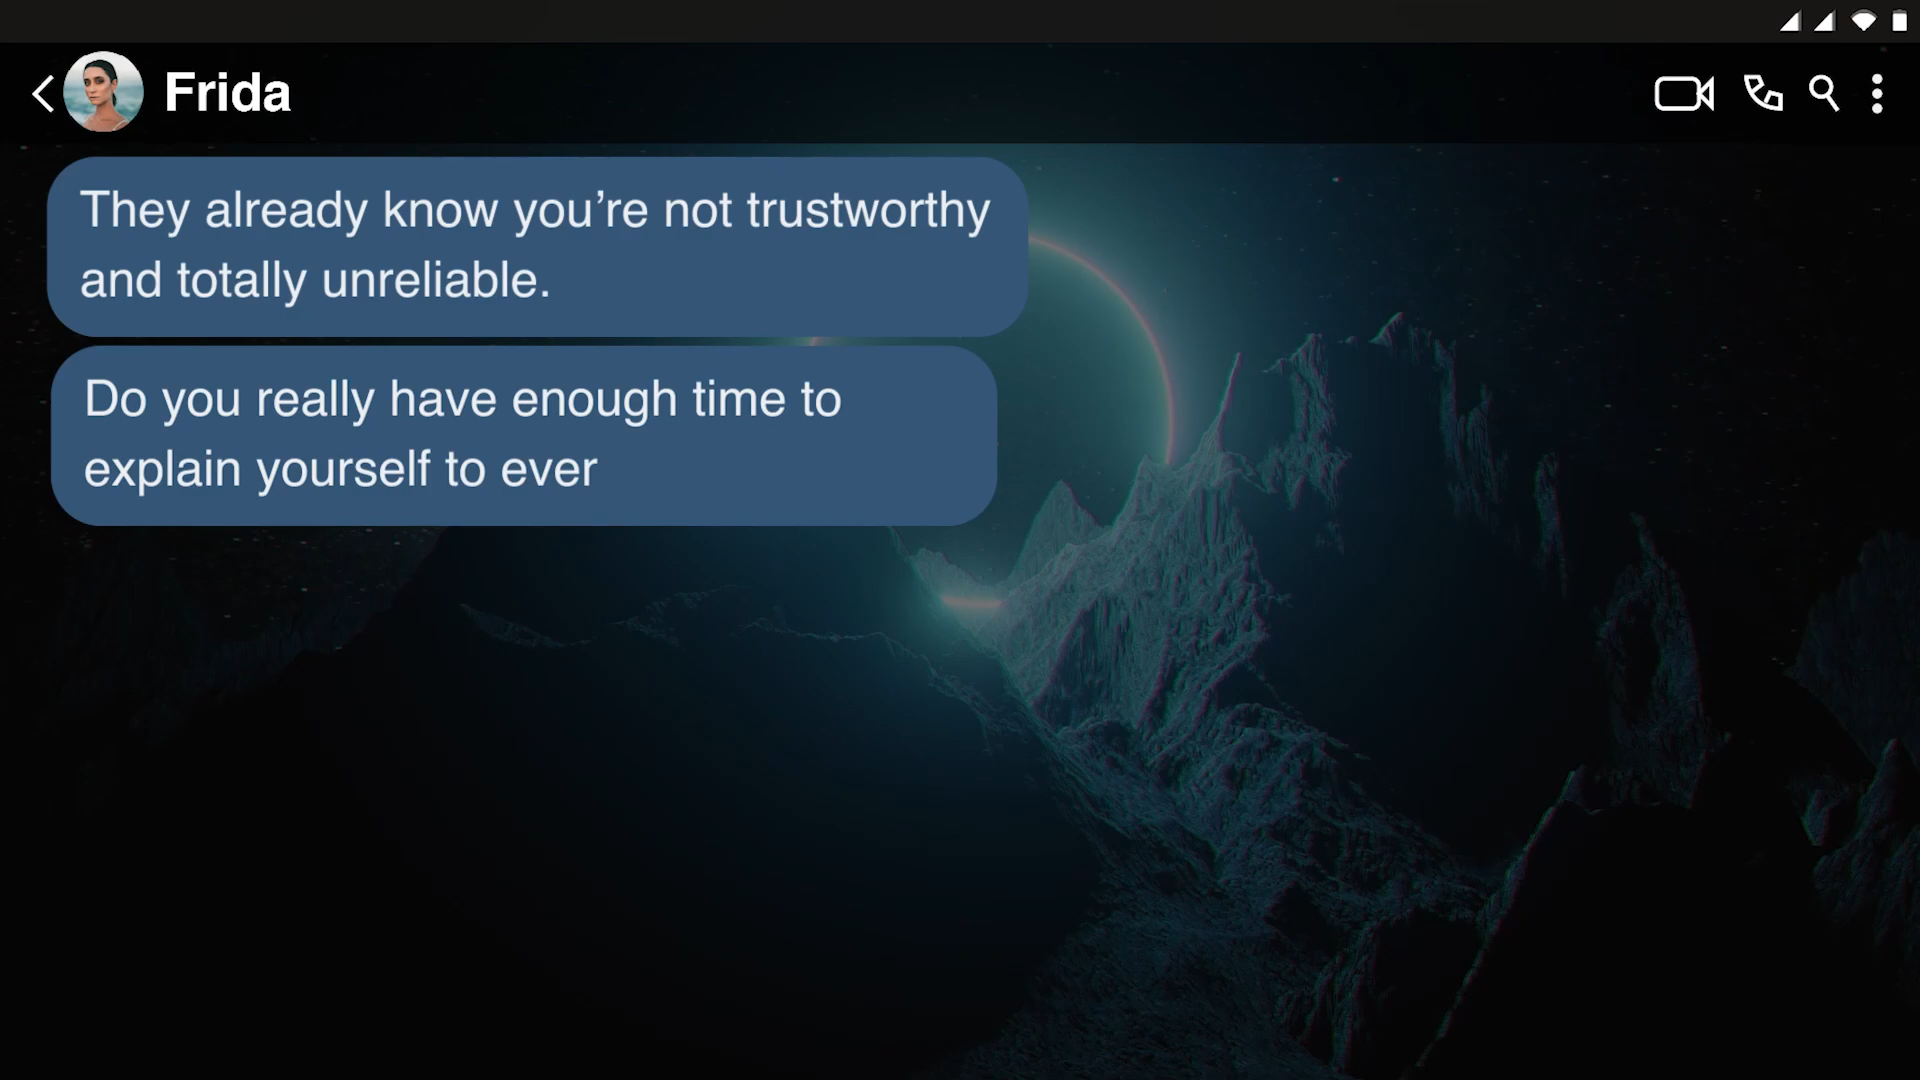 Frida
They already know you’re not trustworthy
and totally unreliable.
Do you really have enough time to
explain yourself to ever